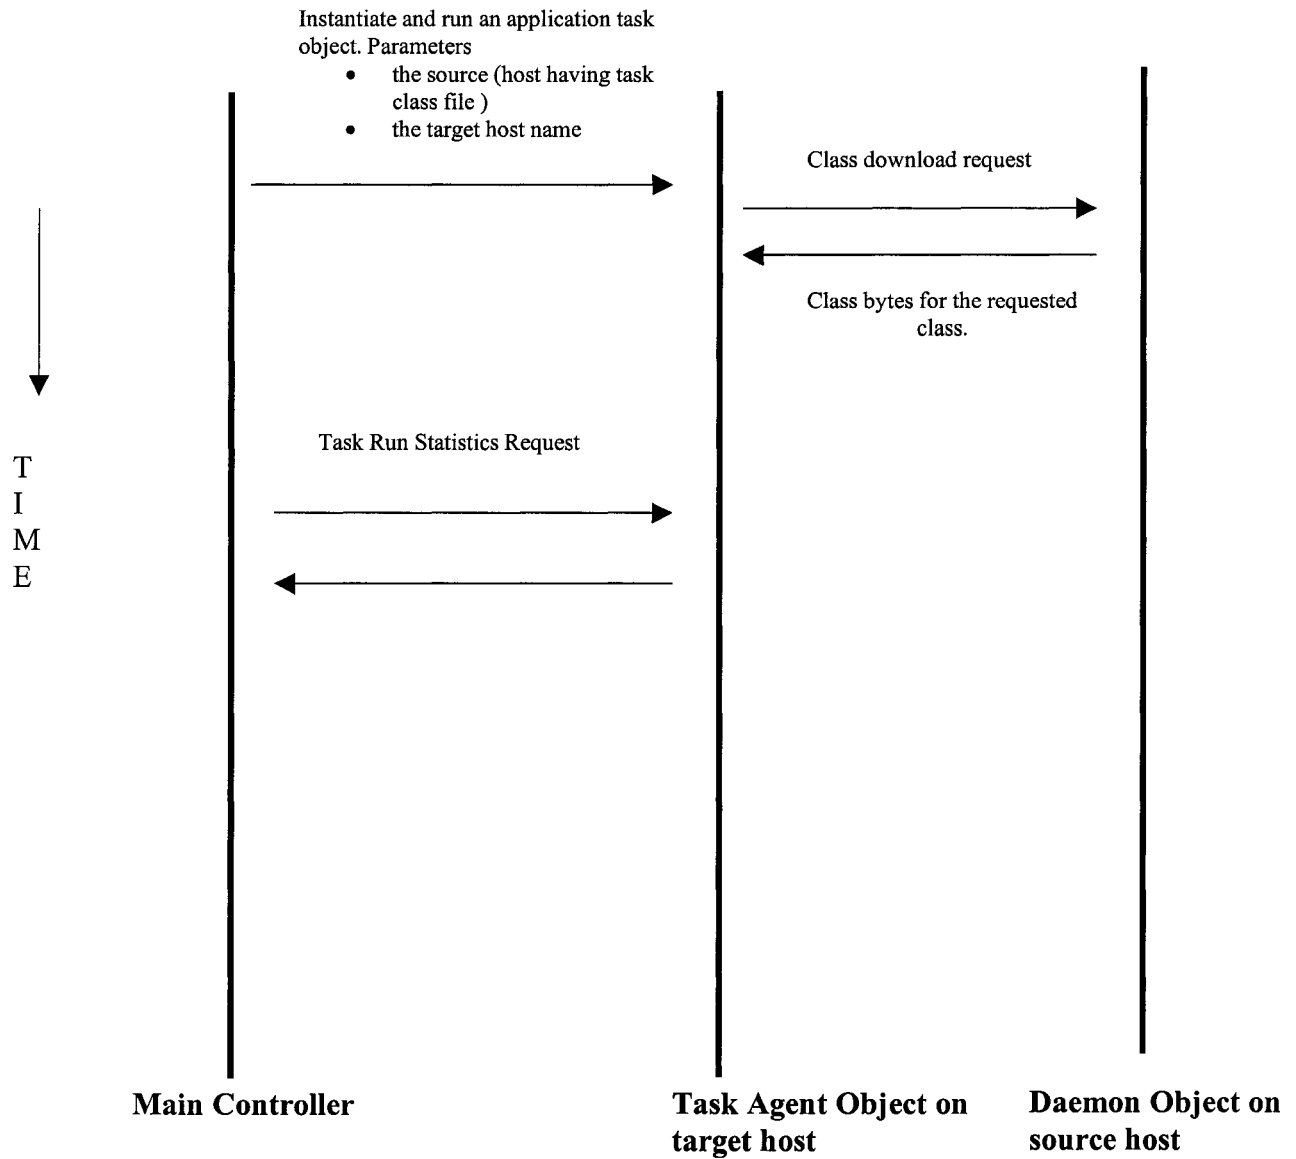 Instantiate and run an application task
object. Parameters
• the source (host having task
class file )
• the target host name
Class download request
Class bytes for the requested
class.
Task Run Statistics Request
T
I
M
E
Main Controller
Task Agent Object on
target host
Daemon Object on
source host